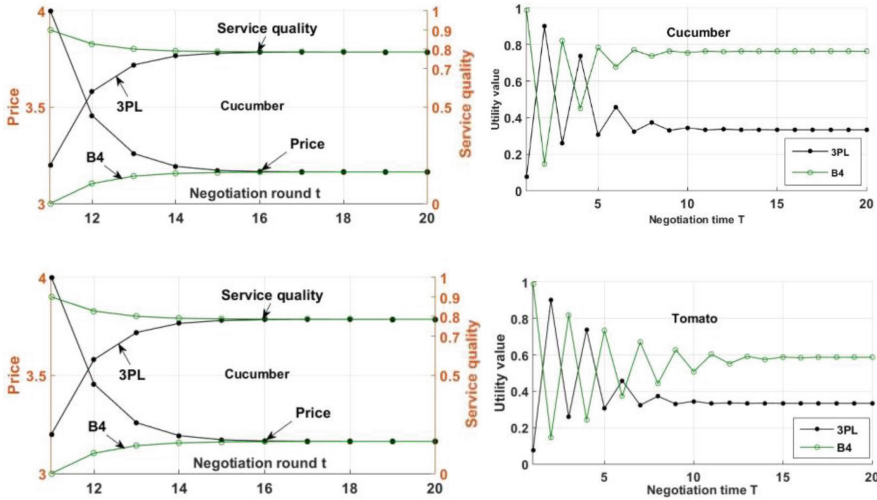 4
3.5
3
Price
1
0.9
0.8
0.7
0.5
0
Service quality
Service quality
3PL
Cucumber
B4
Price
Negotiation round t
12 14 16 18 20
1
0.8
0.6
0.4
0.2
0
Utility value
Cucumber
3PL
B4
5 10 15 20
Negotiation time T
4
3.5
3
Price
1
0.9
0.8
0.7
0.5
0
Service quality
Service quality
3PL
Cucumber
B4
Price
Negotiation round t
12 14 16 18 20
1
0.8
0.6
0.4
0.2
0
Utility value
Tomato
3PL
B4
5 10 15 20
Negotiation time T